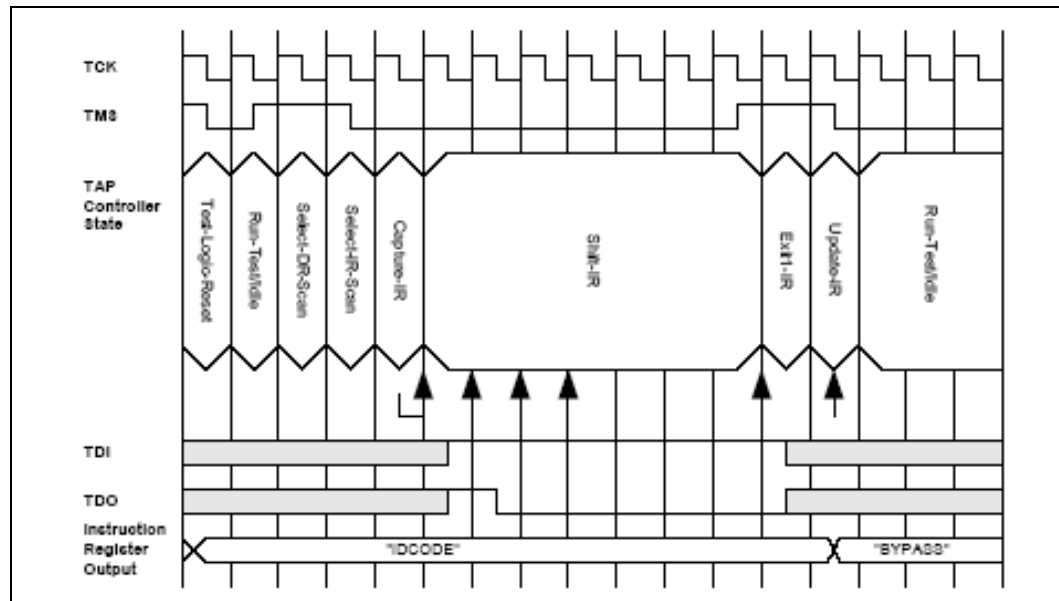 TCK
TMS
TAP
Controller
State
Test-Logic-Reset
Run-Test/Idle
Select-DR-Scan
Select-IR-Scan
Capture-IR
Shift-IR
Exit1-IR
Update-IR
Run-Test/Idle
TDI
TDO
Instruction
Register
Output
"IDCODE"
"BYPASS"